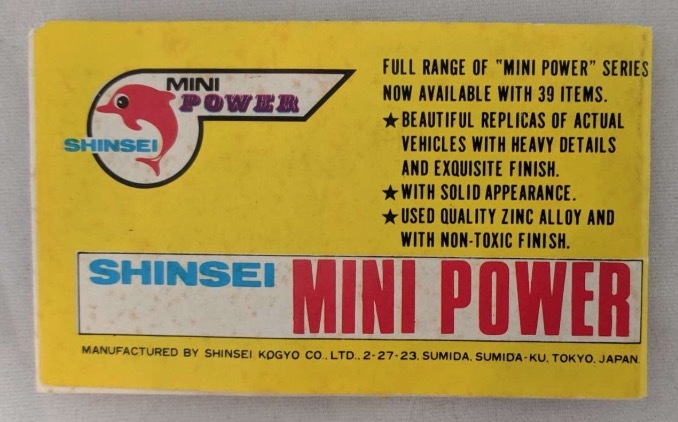 MINI
POWER
SHINSEI
FULL RANGE OF "MINI POWER" SERIES
NOW AVAILABLE WITH 39 ITEMS.
★BEAUTIFUL REPLICAS OF ACTUAL
VEHICLES WITH HEAVY DETAILS
AND EXQUISITE FINISH.
★WITH SOLID APPEARANCE.
★USED QUALITY ZINC ALLOY AND
WITH NON-TOXIC FINISH.
SHINSEI MINI POWER
MANUFACTURED BY SHINSEI KOGYO CO., LTD., 2-27-23, SUMIDA, SUMIDA-KU, TOKYO, JAPAN.